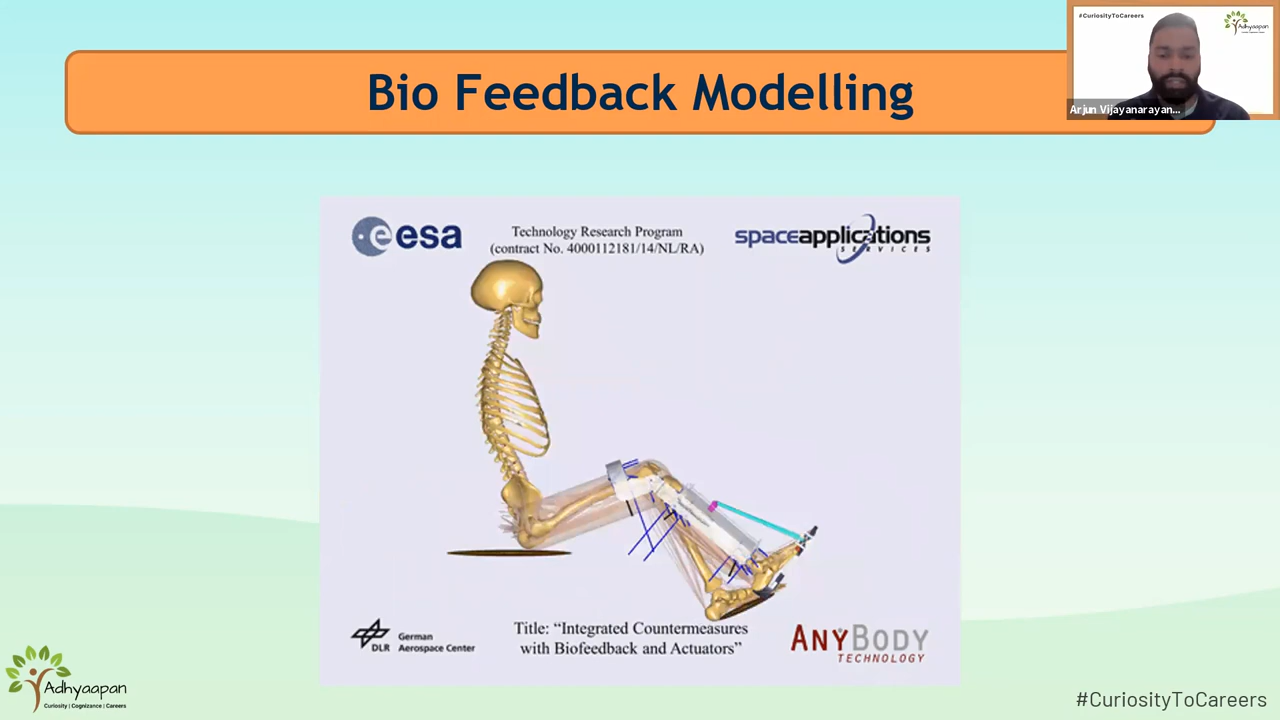 Bio Feedback Modelling
#CuriosityToCareers
Adhyaapan
Arjun Vijayanarayan...
esa
Technology Research Program
(contract No. 4000112181/14/NL/RA)
spaceapplications
SERVICES
DLR
German
Aerospace Center
Title: “Integrated Countermeasures
with Biofeedback and Actuators”
ANYBODY
TECHNOLOGY
Adhyaapan
Curiosity | Cognizance | Careers
#CuriosityToCareers